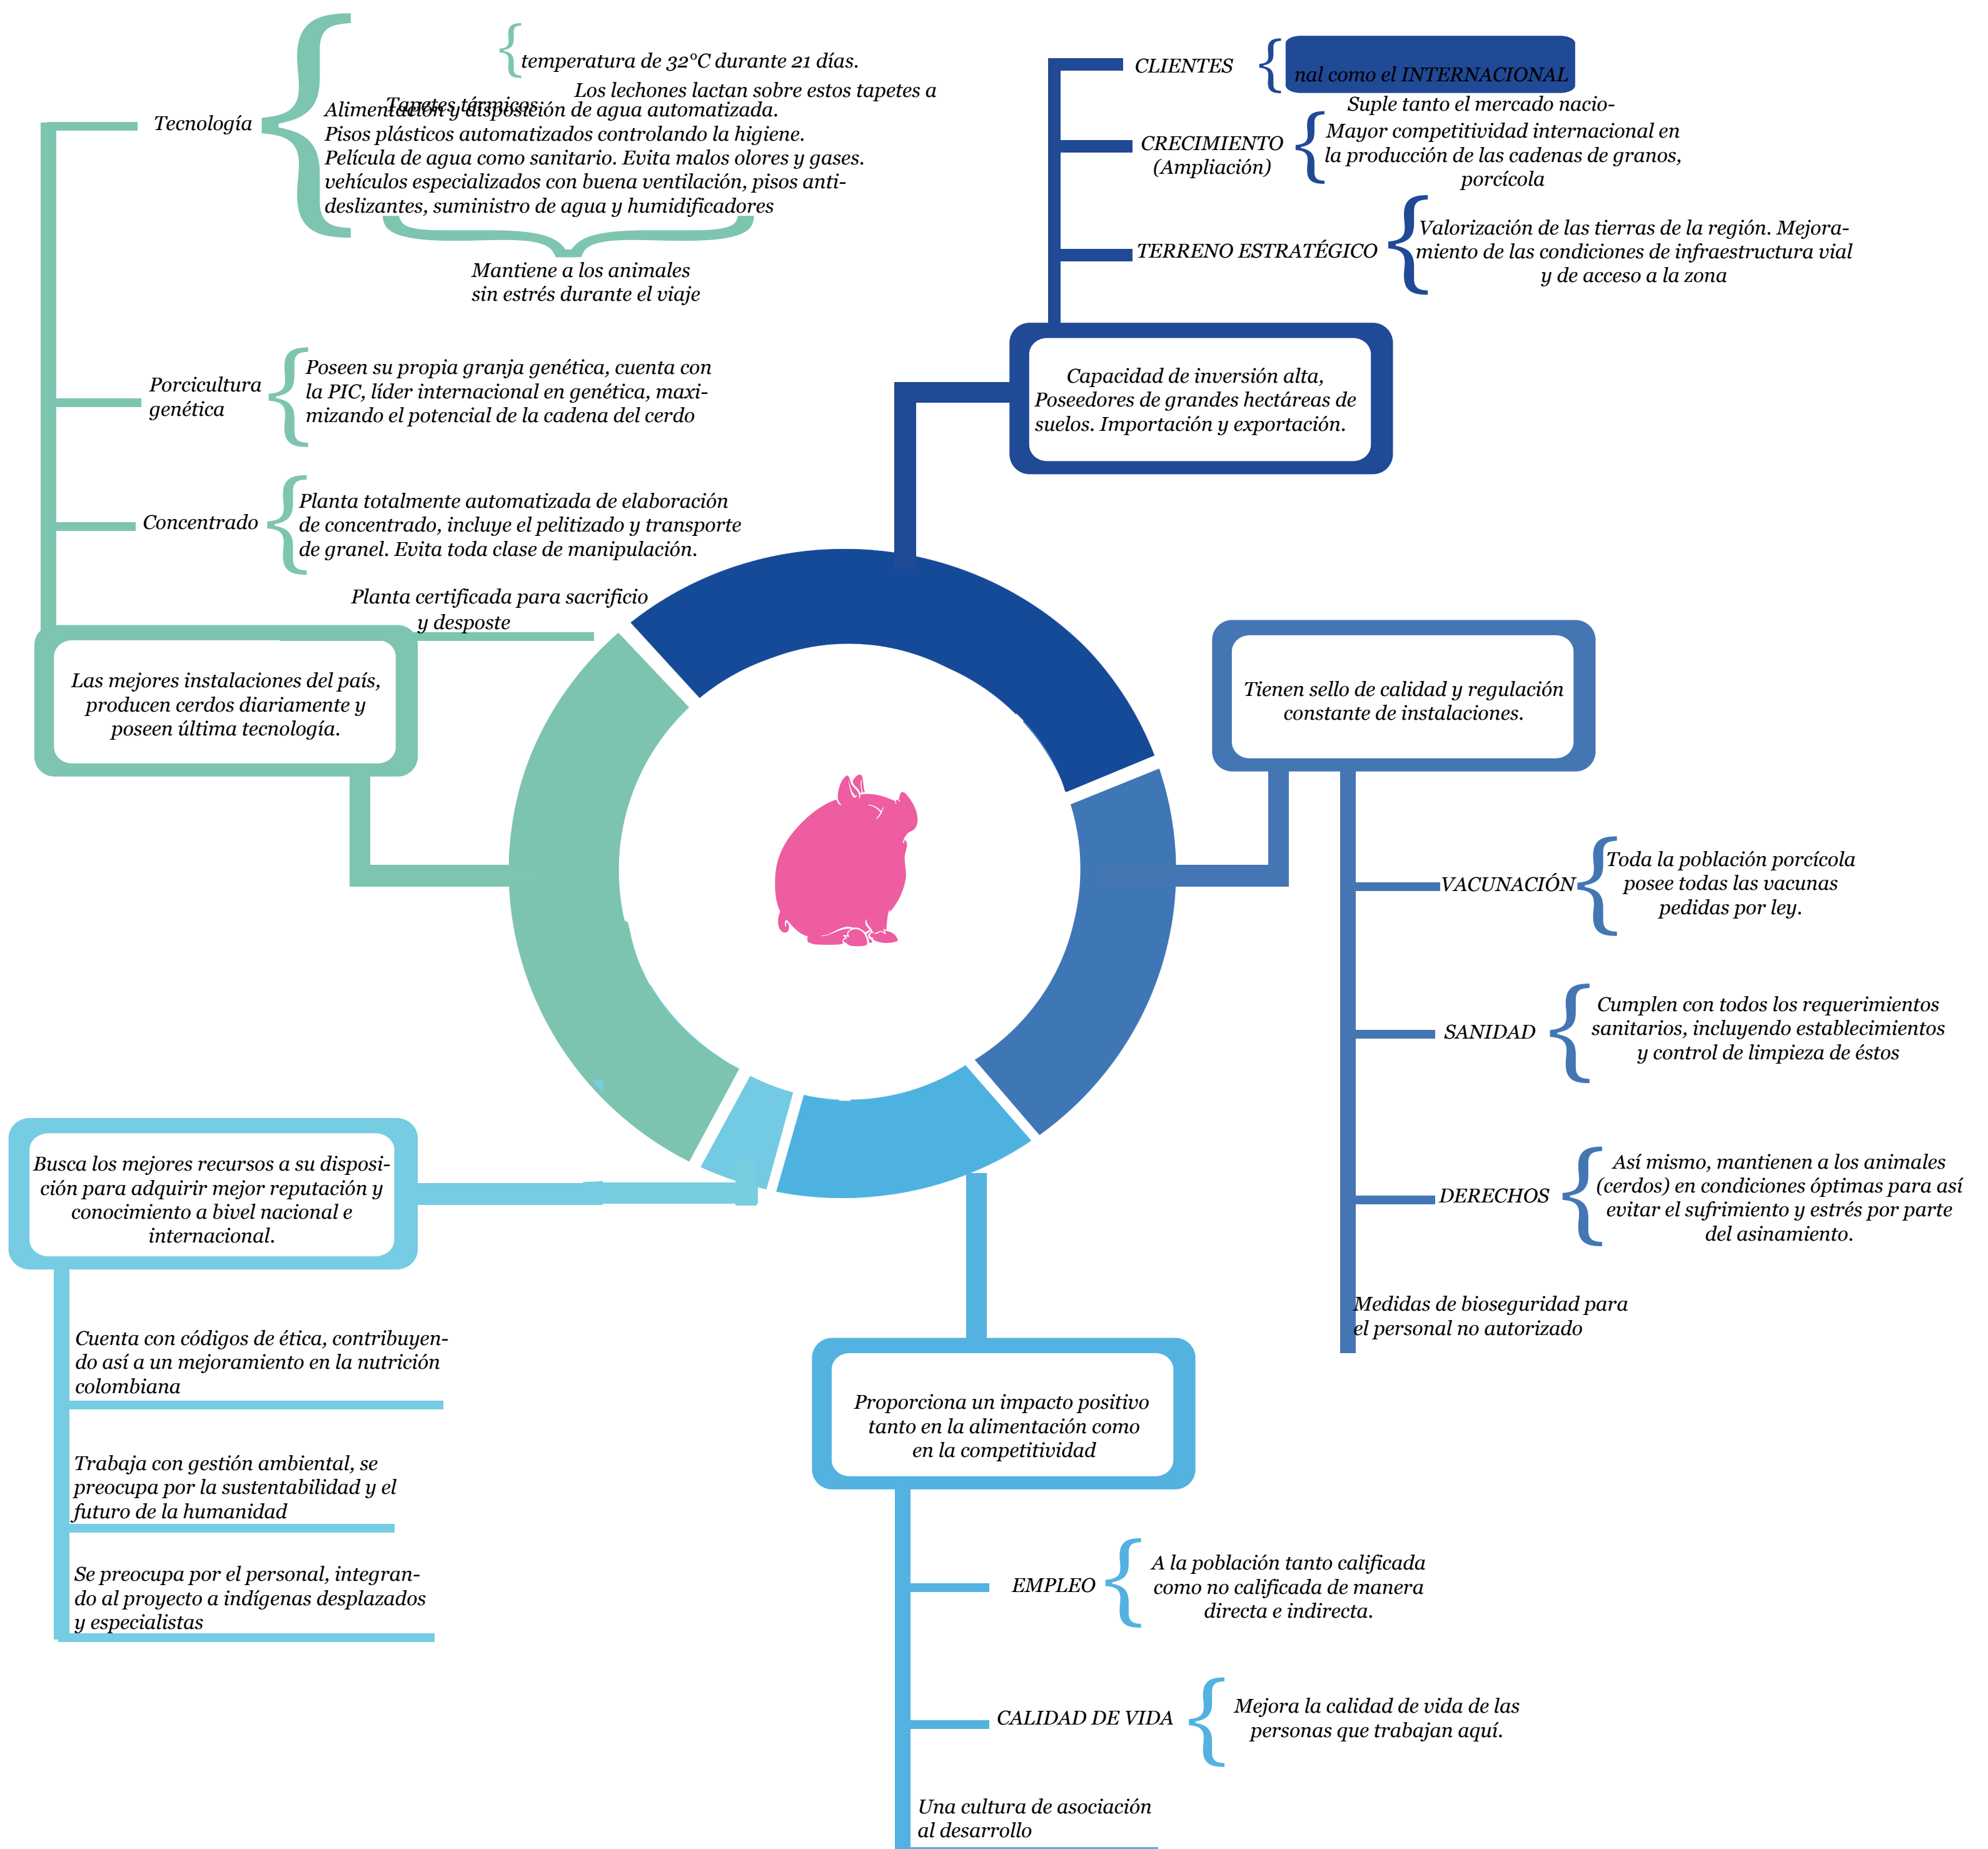 temperatura de 32°C durante 21 días.
Los lechones lactan sobre estos tapetes a
Tapetes térmicos
Tecnología
Alimentación y disposición de agua automatizada.
Pisos plásticos automatizados controlando la higiene.
Película de agua como sanitario. Evita malos olores y gases.
vehículos especializados con buena ventilación, pisos anti-
deslizantes, suministro de agua y humidificadores
Mantiene a los animales
sin estrés durante el viaje
Porcicultura
genética
Poseen su propia granja genética, cuenta con
la PIC, líder internacional en genética, maxi-
mizando el potencial de la cadena del cerdo
Concentrado
Planta totalmente automatizada de elaboración
de concentrado, incluye el pelitizado y transporte
de granel. Evita toda clase de manipulación.
Planta certificada para sacrificio
y desposte
Las mejores instalaciones del país,
producen cerdos diariamente y
poseen última tecnología.
CLIENTES
nal como el INTERNACIONAL
Suple tanto el mercado nacio-
CRECIMIENTO
(Ampliación)
Mayor competitividad internacional en
la producción de las cadenas de granos,
porcícola
TERRENO ESTRATÉGICO
Valorización de las tierras de la región. Mejora-
miento de las condiciones de infraestructura vial
y de acceso a la zona
Capacidad de inversión alta,
Poseedores de grandes hectáreas de
suelos. Importación y exportación.
Tienen sello de calidad y regulación
constante de instalaciones.
VACUNACIÓN
Toda la población porcícola
posee todas las vacunas
pedidas por ley.
SANIDAD
Cumplen con todos los requerimientos
sanitarios, incluyendo establecimientos
y control de limpieza de éstos
DERECHOS
Así mismo, mantienen a los animales
(cerdos) en condiciones óptimas para así
evitar el sufrimiento y estrés por parte
del asinamiento.
Medidas de bioseguridad para
el personal no autorizado
Busca los mejores recursos a su disposi-
ción para adquirir mejor reputación y
conocimiento a bivel nacional e
internacional.
Cuenta con códigos de ética, contribuyen-
do así a un mejoramiento en la nutrición
colombiana
Trabaja con gestión ambiental, se
preocupa por la sustentabilidad y el
futuro de la humanidad
Se preocupa por el personal, integran-
do al proyecto a indígenas desplazados
y especialistas
Proporciona un impacto positivo
tanto en la alimentación como
en la competitividad
EMPLEO
A la población tanto calificada
como no calificada de manera
directa e indirecta.
CALIDAD DE VIDA
Mejora la calidad de vida de las
personas que trabajan aquí.
Una cultura de asociación
al desarrollo